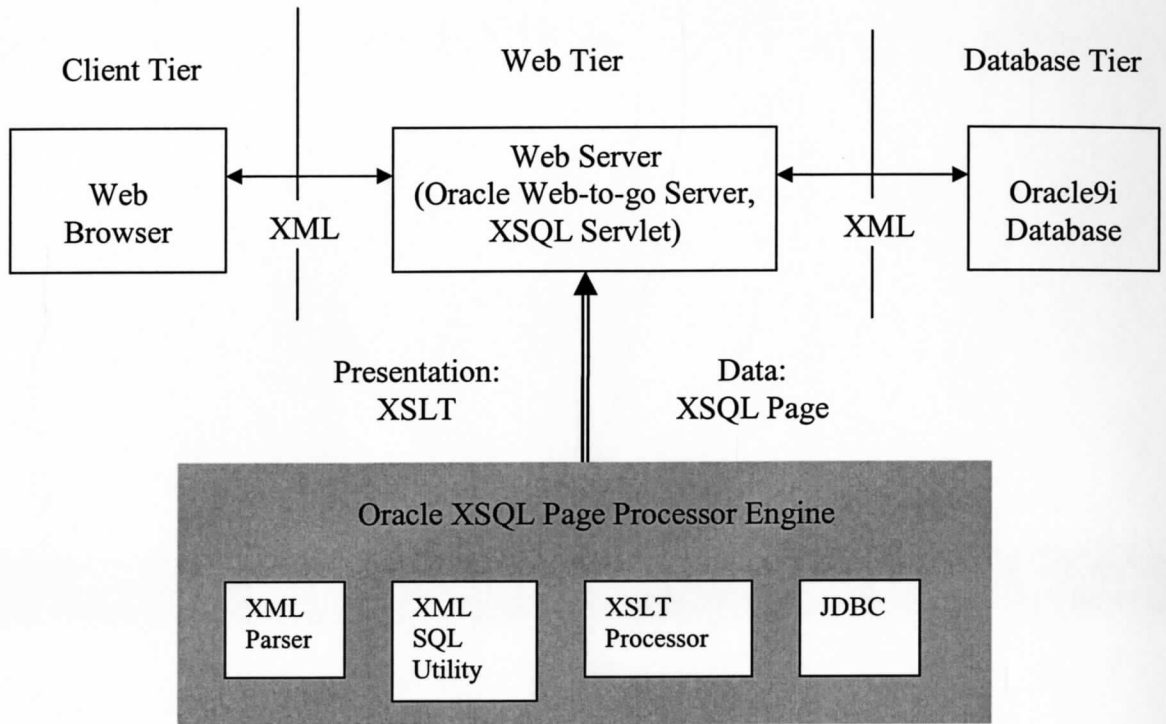 Client Tier
Web Tier
Database Tier
Web
Browser
XML
Web Server
(Oracle Web-to-go Server,
XSQL Servlet)
XML
Oracle9i
Database
Presentation:
XSLT
Data:
XSQL Page
Oracle XSQL Page Processor Engine
XML
Parser
XML
SQL
Utility
XSLT
Processor
JDBC